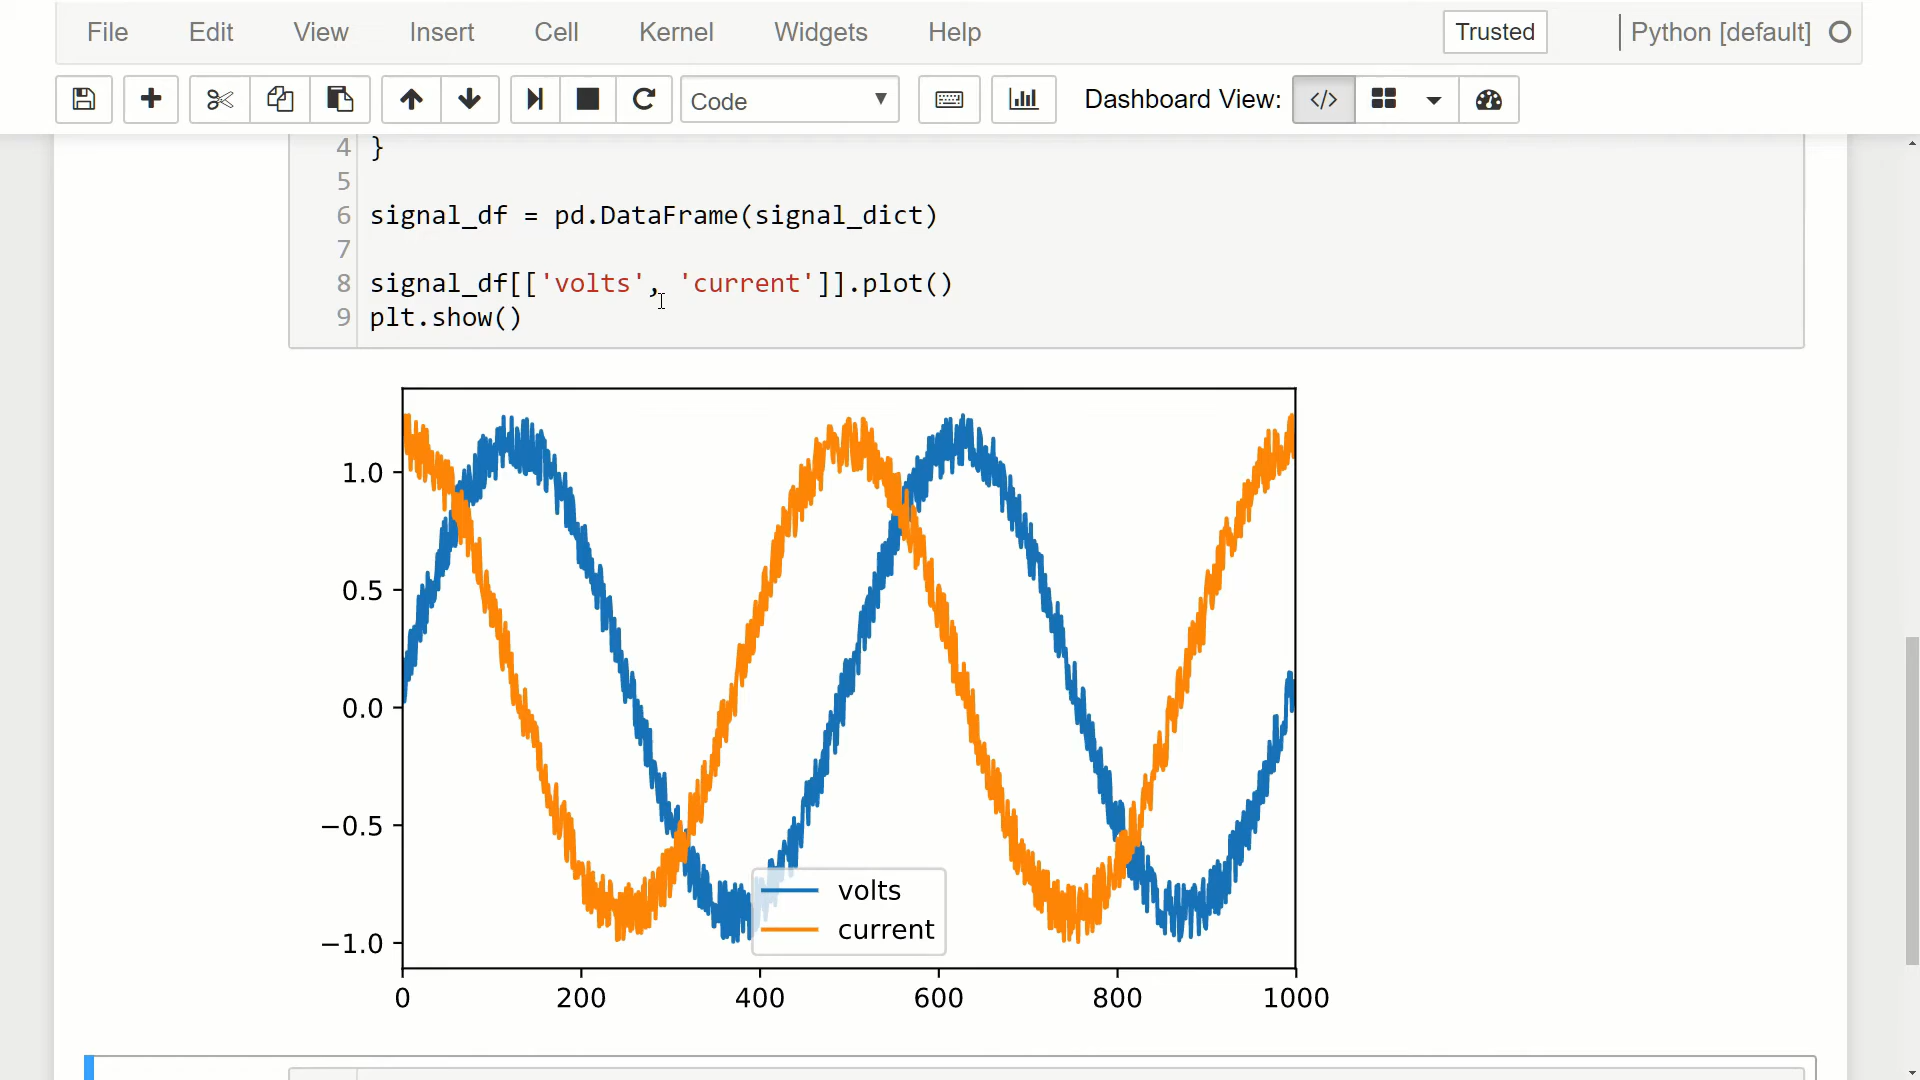 File Edit View Insert Cell Kernel Widgets Help Trusted Python [default]
Code Dashboard View:
4 }
5
6 signal_df = pd.DataFrame(signal_dict)
7
8 signal_df[['volts', 'current']].plot()
9 plt.show()
1.0
0.5
0.0
−0.5
−1.0
volts
current
0 200 400 600 800 1000